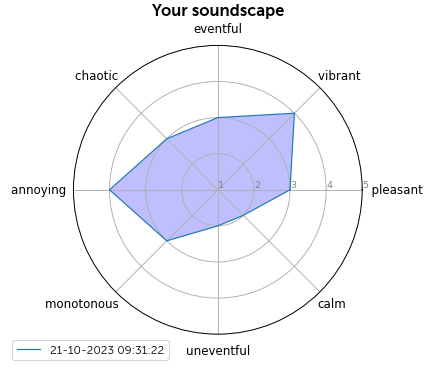 Your soundscape
eventful
chaotic
vibrant
annoying
1
2
3
4
5
pleasant
monotonous
calm
21-10-2023 09:31:22
uneventful